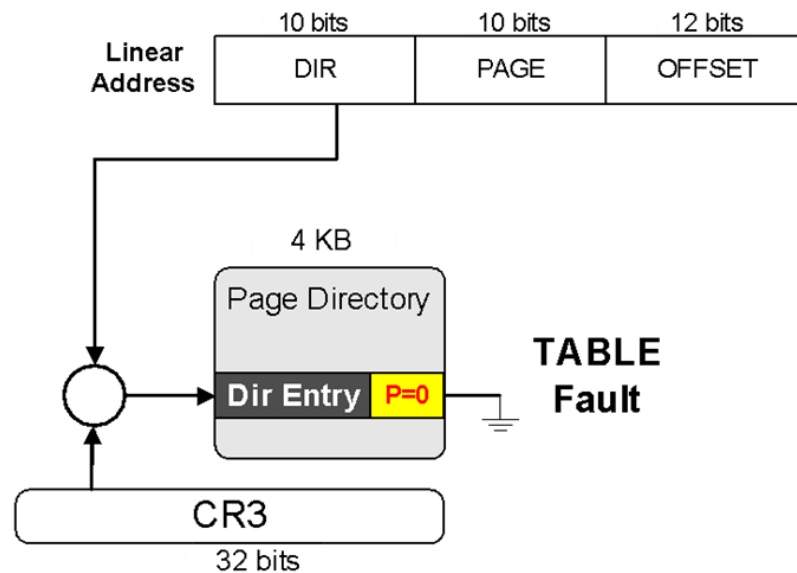 10 bits 10 bits 12 bits
Linear Address DIR PAGE OFFSET
4 KB
Page Directory
TABLE
Fault
Dir Entry P=0
CR3
32 bits